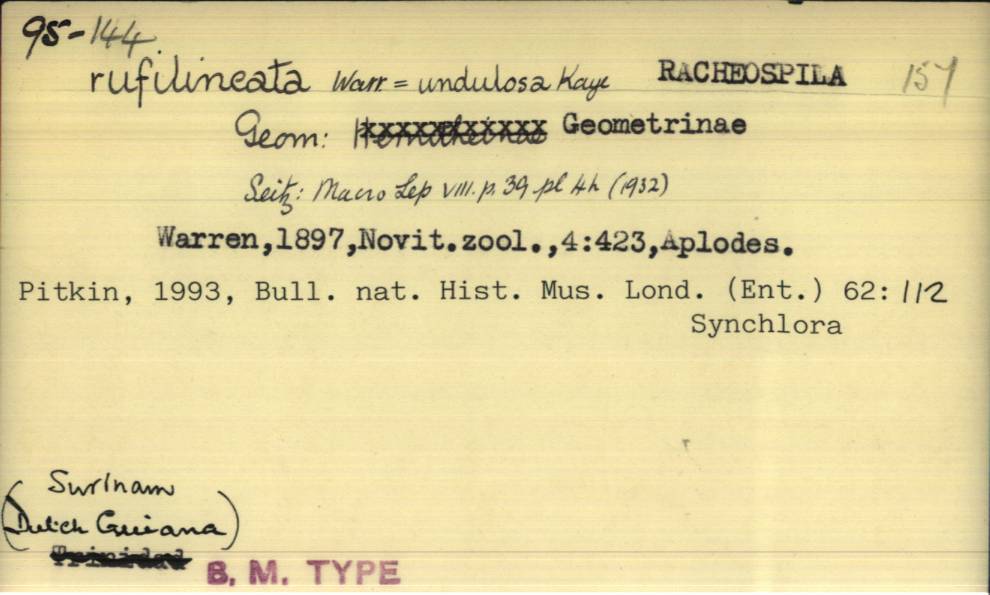 95-144
rufilineata Warr = undulosa Kaye RACHEOSPILA 157
Geom: Geometrinae
Seitz: Macro Lep VIII. p. 39 pl 4h (1932)
Warren,1897,Novit.zool.,4:423,Aplodes.
Pitkin, 1993, Bull. nat. Hist. Mus. Lond. (Ent.) 62: 112
Synchlora
(Surinam
Dutch Guiana)
Trinidad
B. M. TYPE